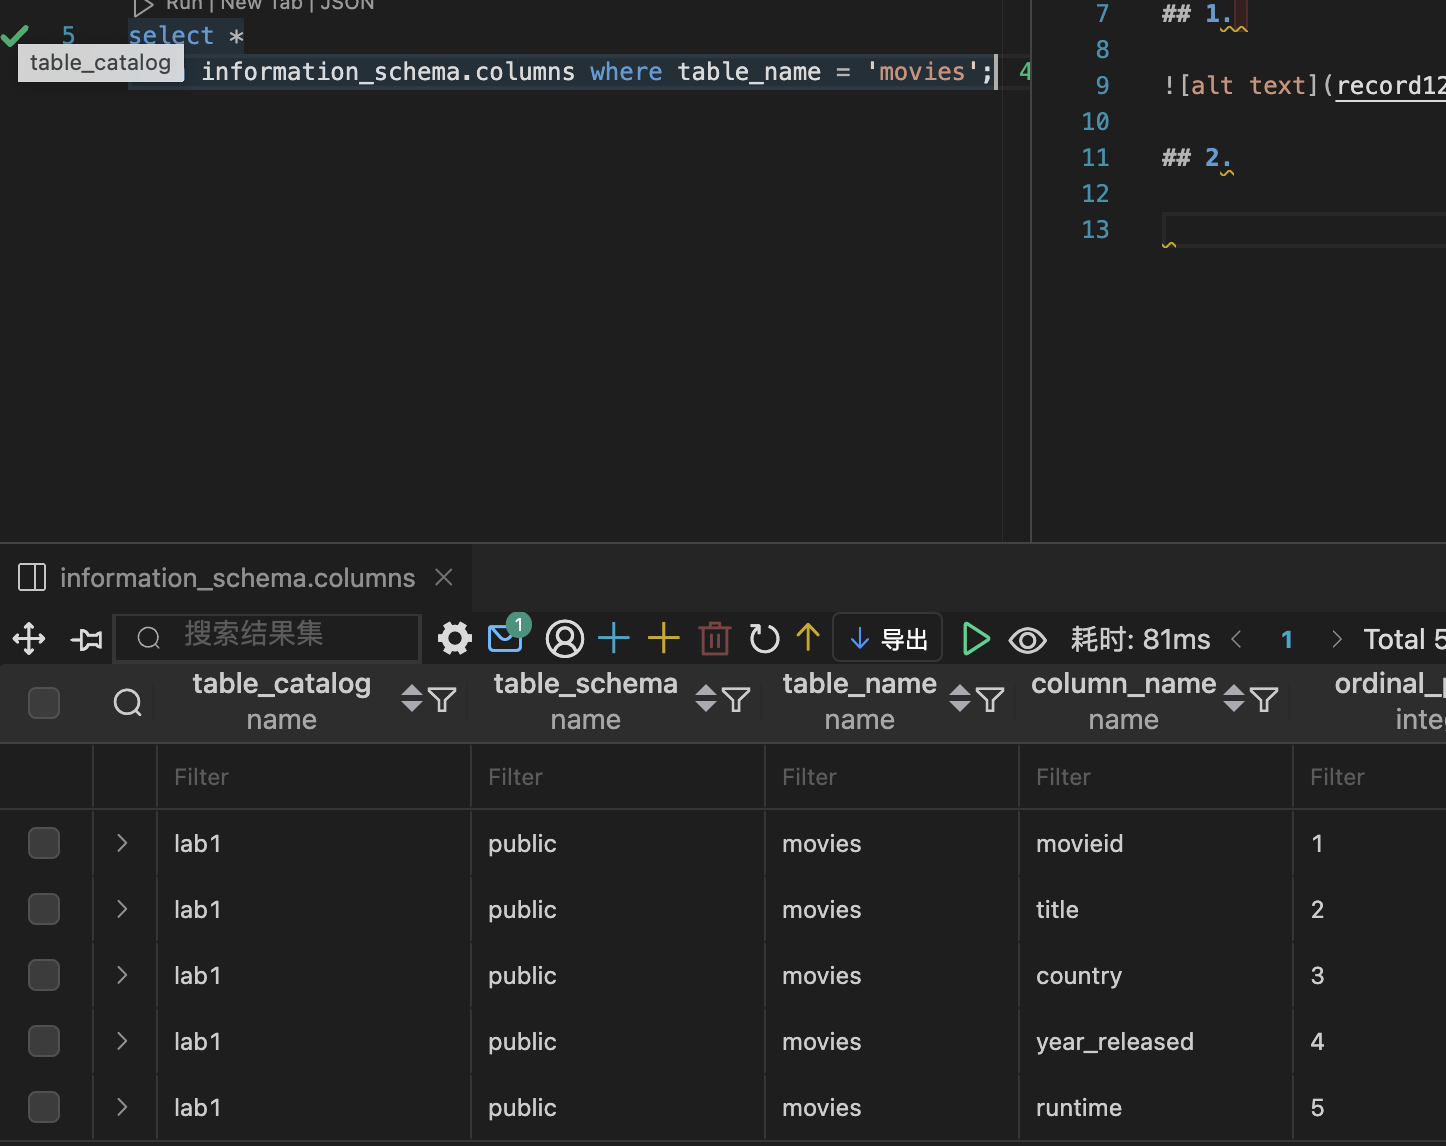 Run | New Tab | JSON
5 select *
table_catalog
information_schema.columns where table_name = 'movies'; 4
7 ## 1.
8
9 ![alt text](record12
10
11 ## 2.
12
13
information_schema.columns
搜索结果集 1 导出 耗时: 81ms 1 Total 5
table_catalog table_schema table_name column_name ordinal_
name name name name integ
Filter Filter Filter Filter Filter
lab1 public movies movieid 1
lab1 public movies title 2
lab1 public movies country 3
lab1 public movies year_released 4
lab1 public movies runtime 5